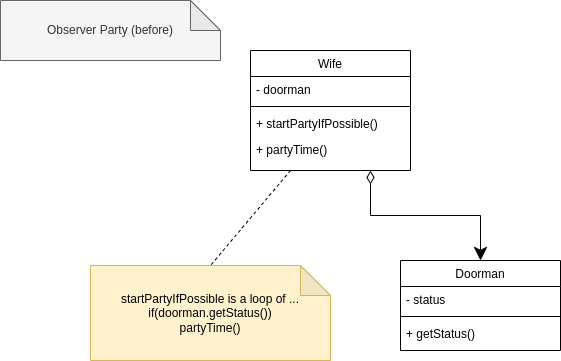 Observer Party (before)
Wife
- doorman
+ startPartyIfPossible()
+ partyTime()
startPartyIfPossible is a loop of ...
if(doorman.getStatus())
partyTime()
Doorman
- status
+ getStatus()